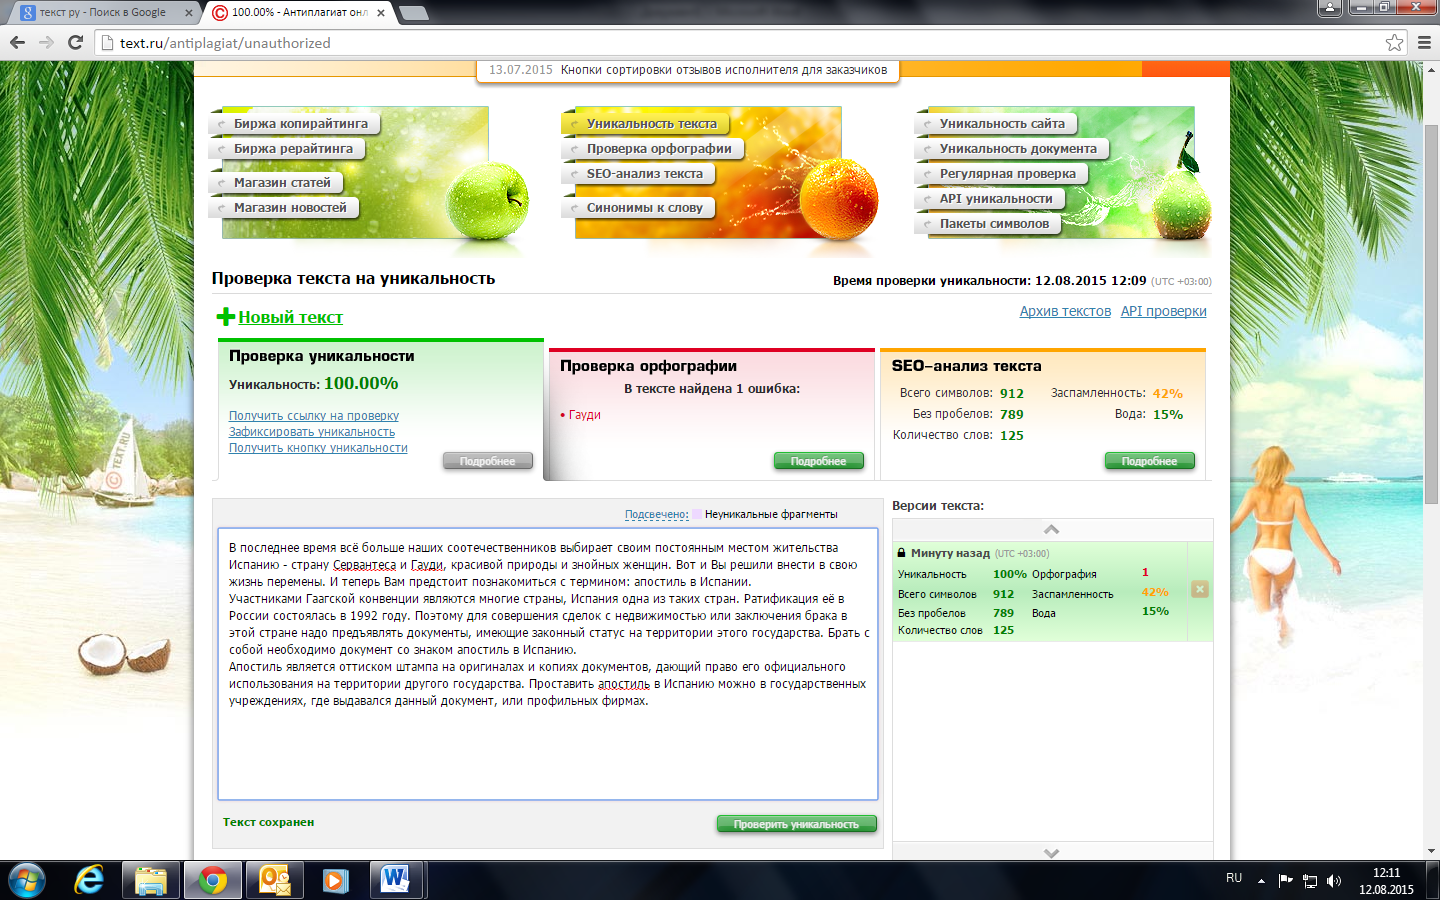 текст ру - Поиск в Google
100.00% - Антиплагиат онл
text.ru/antiplagiat/unauthorized
13.07.2015 Кнопки сортировки отзывов исполнителя для заказчиков
Биржа копирайтинга
Биржа рерайтинга
Магазин статей
Магазин новостей
Уникальность текста
Проверка орфографии
SEO-анализ текста
Синонимы к слову
Уникальность сайта
Уникальность документа
Регулярная проверка
API уникальности
Пакеты символов
Проверка текста на уникальность
Время проверки уникальности: 12.08.2015 12:09 (UTC +03:00)
Новый текст
Архив текстов API проверки
Проверка уникальности
Уникальность: 100.00%
Получить ссылку на проверку
Зафиксировать уникальность
Получить кнопку уникальности
Подробнее
Проверка орфографии
В тексте найдена 1 ошибка:
• Гауди
Подробнее
SEO-анализ текста
Всего символов: 912 Заспамленность: 42%
Без пробелов: 789 Вода: 15%
Количество слов: 125
Подробнее
© TEXT.RU
Подсвечено: Неуникальные фрагменты
В последнее время всё больше наших соотечественников выбирает своим постоянным местом жительства
Испанию - страну Сервантеса и Гауди, красивой природы и знойных женщин. Вот и Вы решили внести в свою
жизнь перемены. И теперь Вам предстоит познакомиться с термином: апостиль в Испании.
Участниками Гаагской конвенции являются многие страны, Испания одна из таких стран. Ратификация её в
России состоялась в 1992 году. Поэтому для совершения сделок с недвижимостью или заключения брака в
этой стране надо предъявлять документы, имеющие законный статус на территории этого государства. Брать с
собой необходимо документ со знаком апостиль в Испанию.
Апостиль является оттиском штампа на оригиналах и копиях документов, дающий право его официального
использования на территории другого государства. Проставить апостиль в Испанию можно в государственных
учреждениях, где выдавался данный документ, или профильных фирмах.
Текст сохранен
Проверить уникальность
Версии текста:
Минуту назад (UTC +03:00)
Уникальность 100% Орфография 1
Всего символов 912 Заспамленность 42%
Без пробелов 789 Вода 15%
Количество слов 125
RU
12:11
12.08.2015